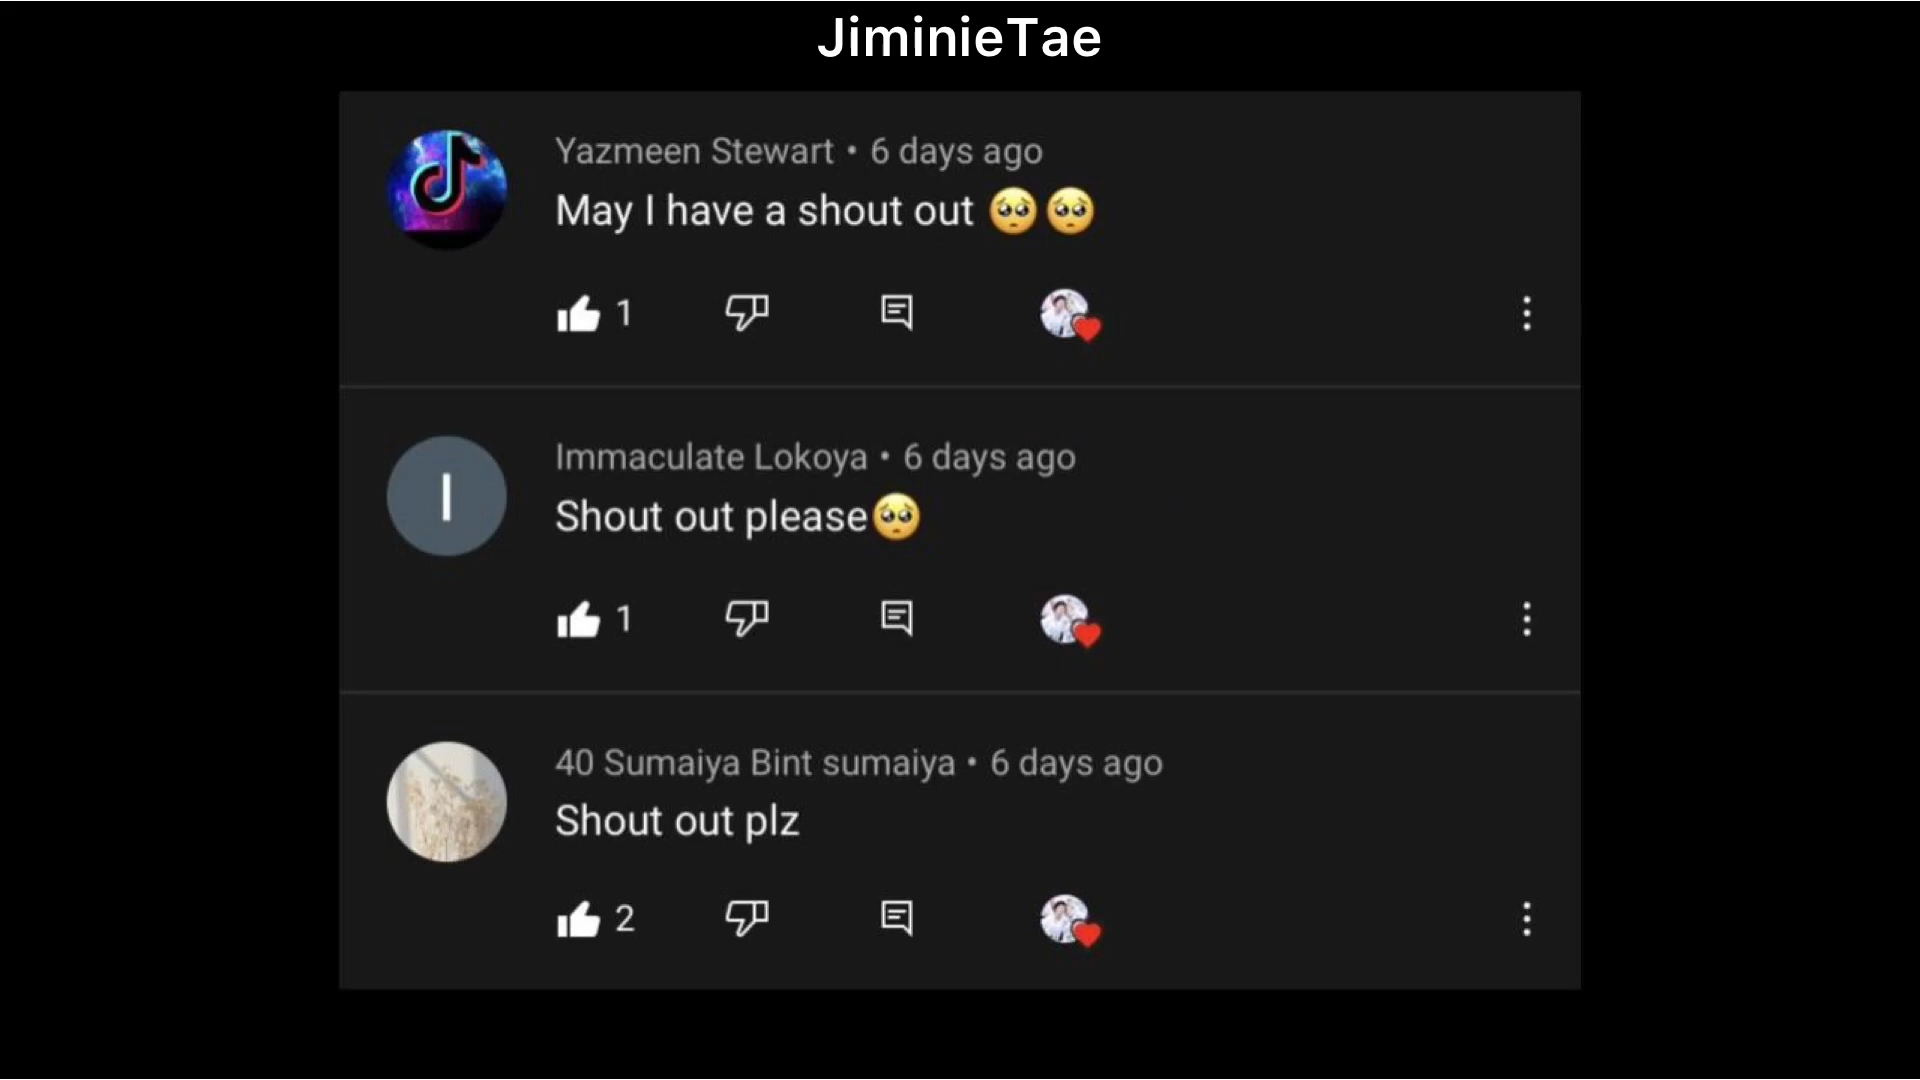 JiminieTae
Yazmeen Stewart • 6 days ago
May I have a shout out 🥺🥺
1
I
Immaculate Lokoya • 6 days ago
Shout out please🥺
1
40 Sumaiya Bint sumaiya • 6 days ago
Shout out plz
2